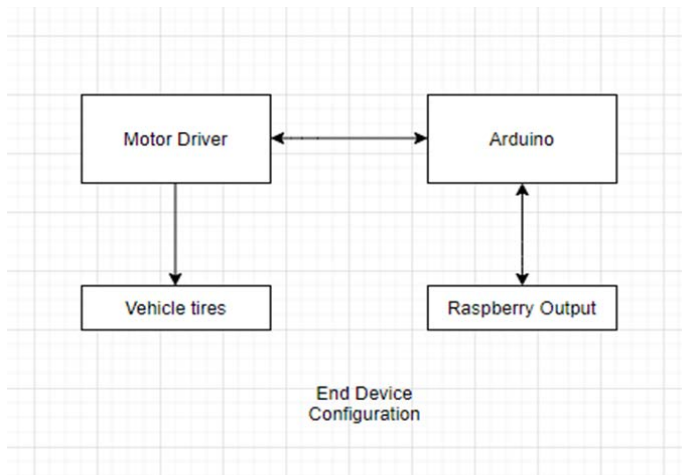 Motor Driver
Arduino
Vehicle tires
Raspberry Output
End Device
Configuration